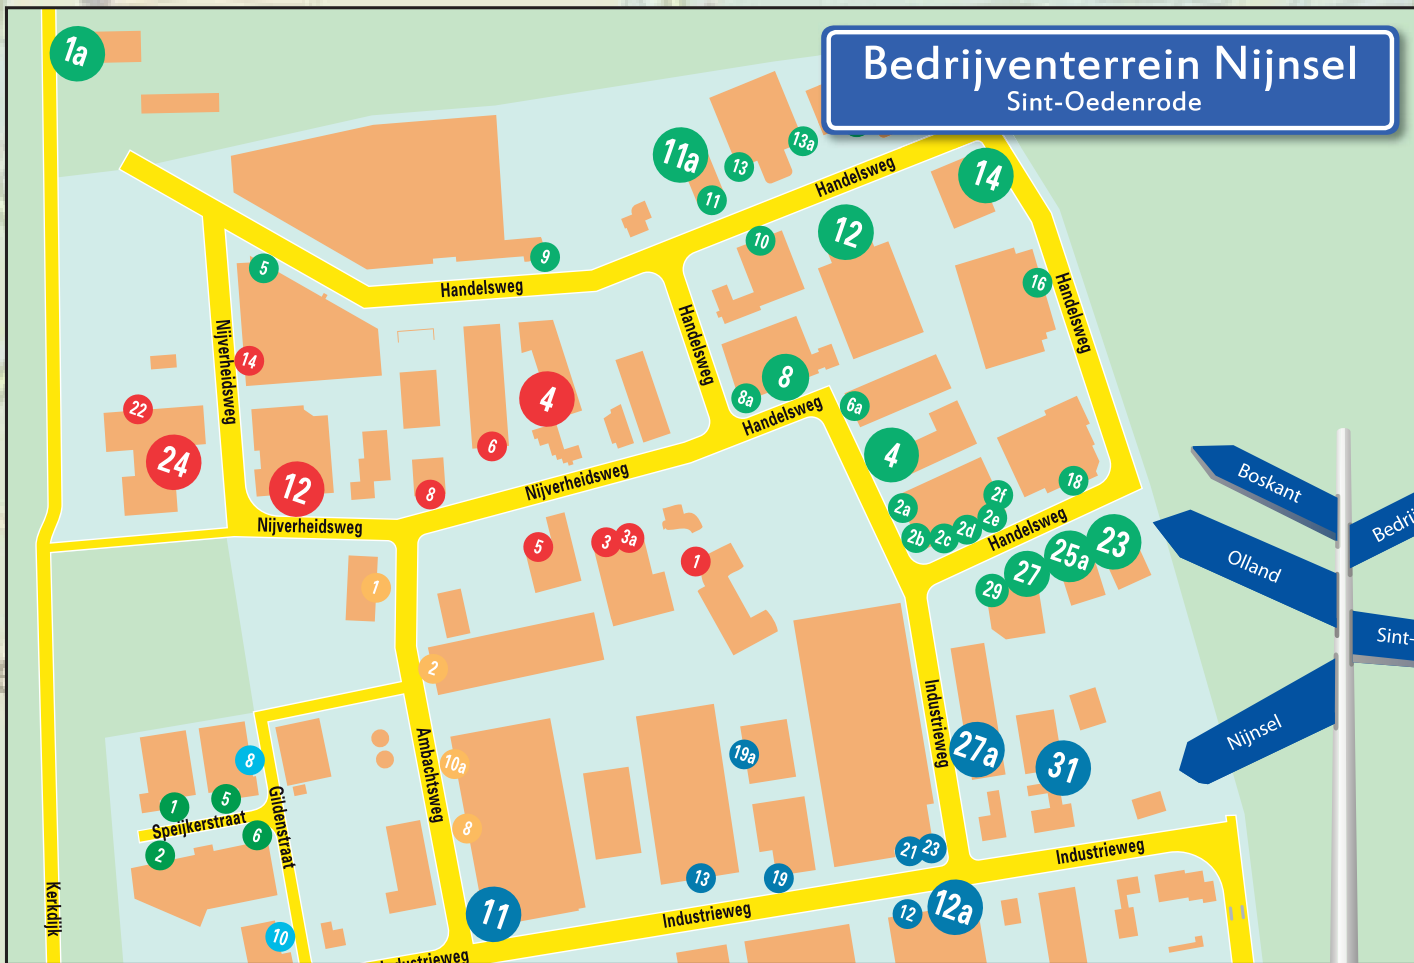 Bedrijventerrein Nijnsel
Sint-Oedenrode
1a
11a
13
13a
11
14
Handelsweg
10
12
9
5
Handelsweg
16
Handelsweg
Handelsweg
Nijverheidsweg
14
8
8a
Handelsweg
6a
22
4
6
24
12
8
4
Nijverheidsweg
Nijverheidsweg
18
2f
2a
2e
2d
2c
2b
Handelsweg
5
3
3a
1
23
25a
27
29
1
2
Boskant
Bedrij
Olland
Sint-
Nijnsel
Industrieweg
27a
31
19a
10a
Ambachtsweg
8
8
1
5
Speijkerstraat
6
2
Gildenstraat
21
23
Industrieweg
13
19
11
Industrieweg
12
12a
Kerkdijk
10
Industrieweg